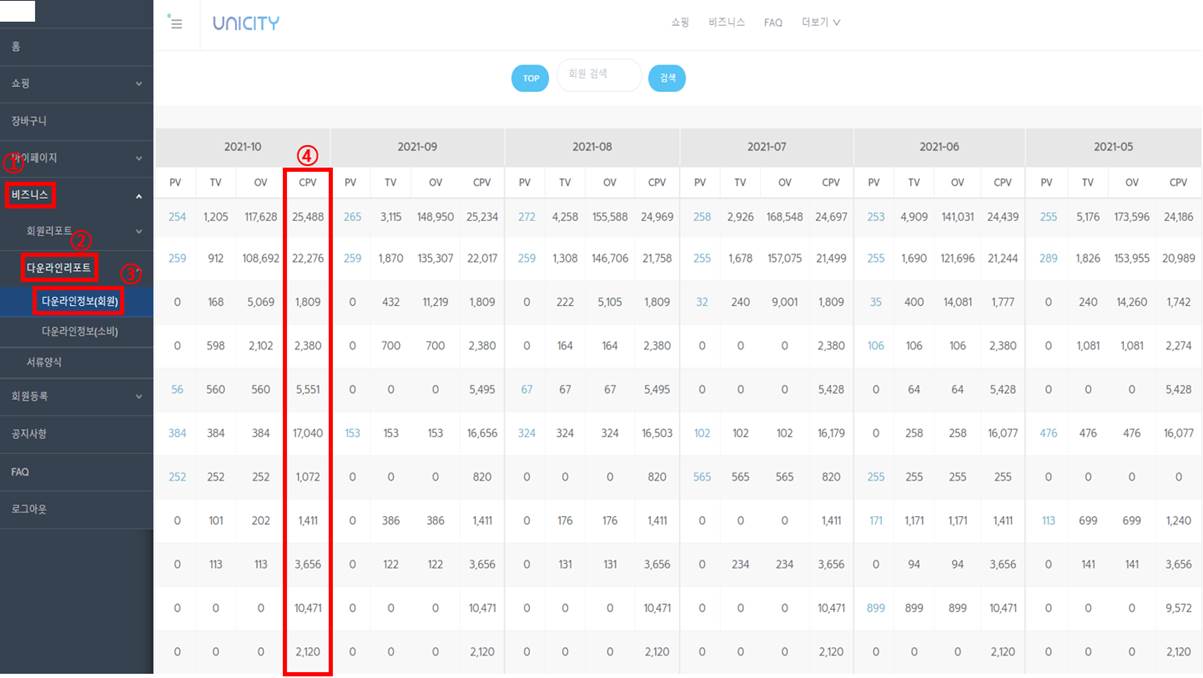 UNICITY
쇼핑 비즈니스 FAQ 더보기
TOP 회원 검색 검색
홈
쇼핑
장바구니
마이페이지
①
비즈니스
회원리포트
②
다운라인리포트
③
다운라인정보(회원)
다운라인정보(소비)
서류양식
회원등록
공지사항
FAQ
로그아웃
2021-10 2021-09 2021-08 2021-07 2021-06 2021-05
④
PV TV OV CPV PV TV OV CPV PV TV OV CPV PV TV OV CPV PV TV OV CPV PV TV OV CPV
254 1,205 117,628 25,488 265 3,115 148,950 25,234 272 4,258 155,588 24,969 258 2,926 168,548 24,697 253 4,909 141,031 24,439 255 5,176 173,596 24,186
259 912 108,692 22,276 259 1,870 135,307 22,017 259 1,308 146,706 21,758 255 1,678 157,075 21,499 255 1,690 121,696 21,244 289 1,826 153,955 20,989
0 168 5,069 1,809 0 432 11,219 1,809 0 222 5,105 1,809 32 240 9,001 1,809 35 400 14,081 1,777 0 240 14,260 1,742
0 598 2,102 2,380 0 700 700 2,380 0 164 164 2,380 0 0 0 2,380 106 106 106 2,380 0 1,081 1,081 2,274
56 560 560 5,551 0 0 0 5,495 67 67 67 5,495 0 0 0 5,428 0 64 64 5,428 0 0 0 5,428
384 384 384 17,040 153 153 153 16,656 324 324 324 16,503 102 102 102 16,179 0 258 258 16,077 476 476 476 16,077
252 252 252 1,072 0 0 0 820 0 0 0 820 565 565 565 820 255 255 255 255 0 0 0 0
0 101 202 1,411 0 386 386 1,411 0 176 176 1,411 0 0 0 1,411 171 1,171 1,171 1,411 113 699 699 1,240
0 113 113 3,656 0 122 122 3,656 0 131 131 3,656 0 234 234 3,656 0 94 94 3,656 0 141 141 3,656
0 0 0 10,471 0 0 0 10,471 0 0 0 10,471 0 0 0 10,471 899 899 899 10,471 0 0 0 9,572
0 0 0 2,120 0 0 0 2,120 0 0 0 2,120 0 0 0 2,120 0 0 0 2,120 0 0 0 2,120